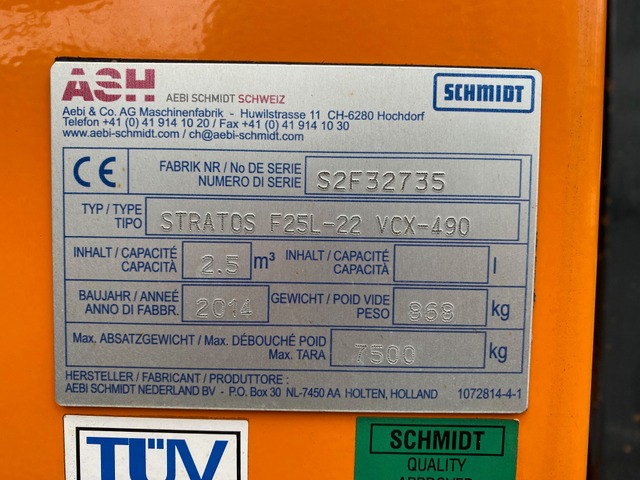 ASH AEBI SCHMIDT SCHWEIZ
SCHMIDT
Aebi & Co. AG Maschinenfabrik - Huwilstrasse 11 CH-6280 Hochdorf
Telefon +41 (0) 41 914 10 20 / Fax +41 (0) 41 914 10 30
www.aebi-schmidt.com / ch@aebi-schmidt.com
CE
FABRIK NR / No DE SERIE
NUMERO DI SERIE
S2F32735
TYP / TYPE
TIPO
STRATOS F25L-22 VCX-490
INHALT / CAPACITÉ
CAPACITÀ
2.5 m³
INHALT / CAPACITÉ
CAPACITÀ
l
BAUJAHR / ANNEÉ
ANNO DI FABBR.
2014
GEWICHT / POID VIDE
PESO
868 kg
Max. ABSATZGEWICHT / Max. DÉBOUCHÉ POID
Max. TARA
7500 kg
HERSTELLER / FABRICANT / PRODUTTORE :
AEBI SCHMIDT NEDERLAND BV - P.O. Box 30 NL-7450 AA HOLTEN, HOLLAND 1072814-4-1
TÜV
SCHMIDT
QUALITY
APPROVED